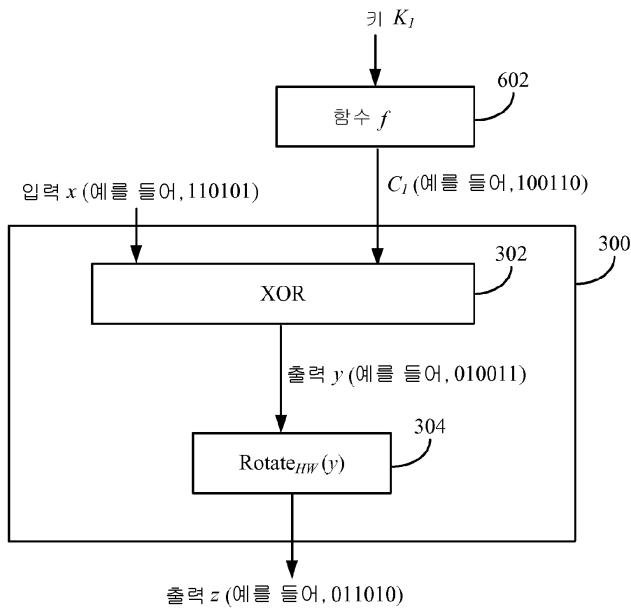 키 K₁
602
함수 f
입력 x (예를 들어, 110101)
C₁ (예를 들어, 100110)
302
300
XOR
출력 y (예를 들어, 010011)
304
Rotate_HW(y)
출력 z (예를 들어, 011010)